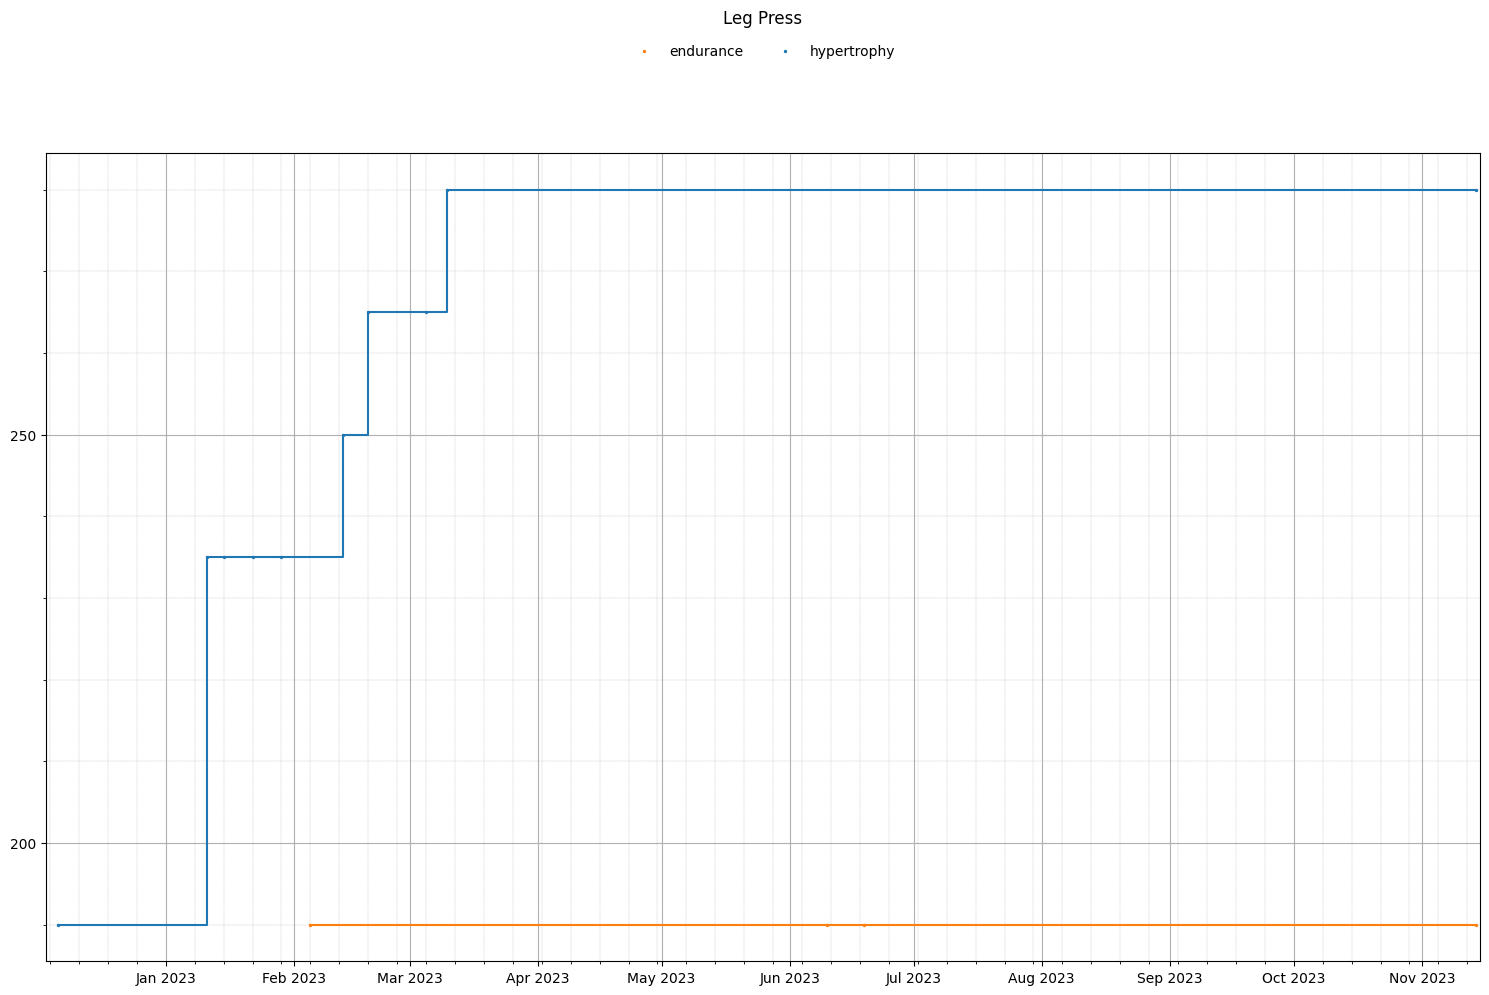 Leg Press
endurance hypertrophy
250
200
Jan 2023 Feb 2023 Mar 2023 Apr 2023 May 2023 Jun 2023 Jul 2023 Aug 2023 Sep 2023 Oct 2023 Nov 2023